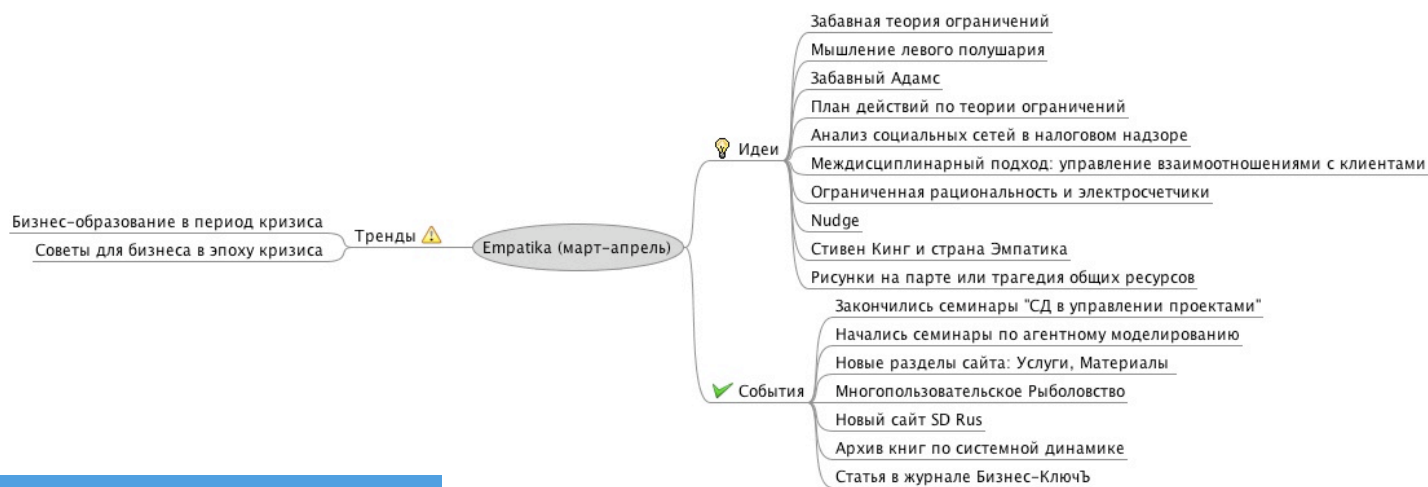 Empatika (март-апрель)
Тренды
Бизнес-образование в период кризиса
Советы для бизнеса в эпоху кризиса
Идеи
Забавная теория ограничений
Мышление левого полушария
Забавный Адамс
План действий по теории ограничений
Анализ социальных сетей в налоговом надзоре
Междисциплинарный подход: управление взаимоотношениями с клиентами
Ограниченная рациональность и электросчетчики
Nudge
Стивен Кинг и страна Эмпатика
Рисунки на парте или трагедия общих ресурсов
События
Закончились семинары "СД в управлении проектами"
Начались семинары по агентному моделированию
Новые разделы сайта: Услуги, Материалы
Многопользовательское Рыболовство
Новый сайт SD Rus
Архив книг по системной динамике
Статья в журнале Бизнес-КлючЪ